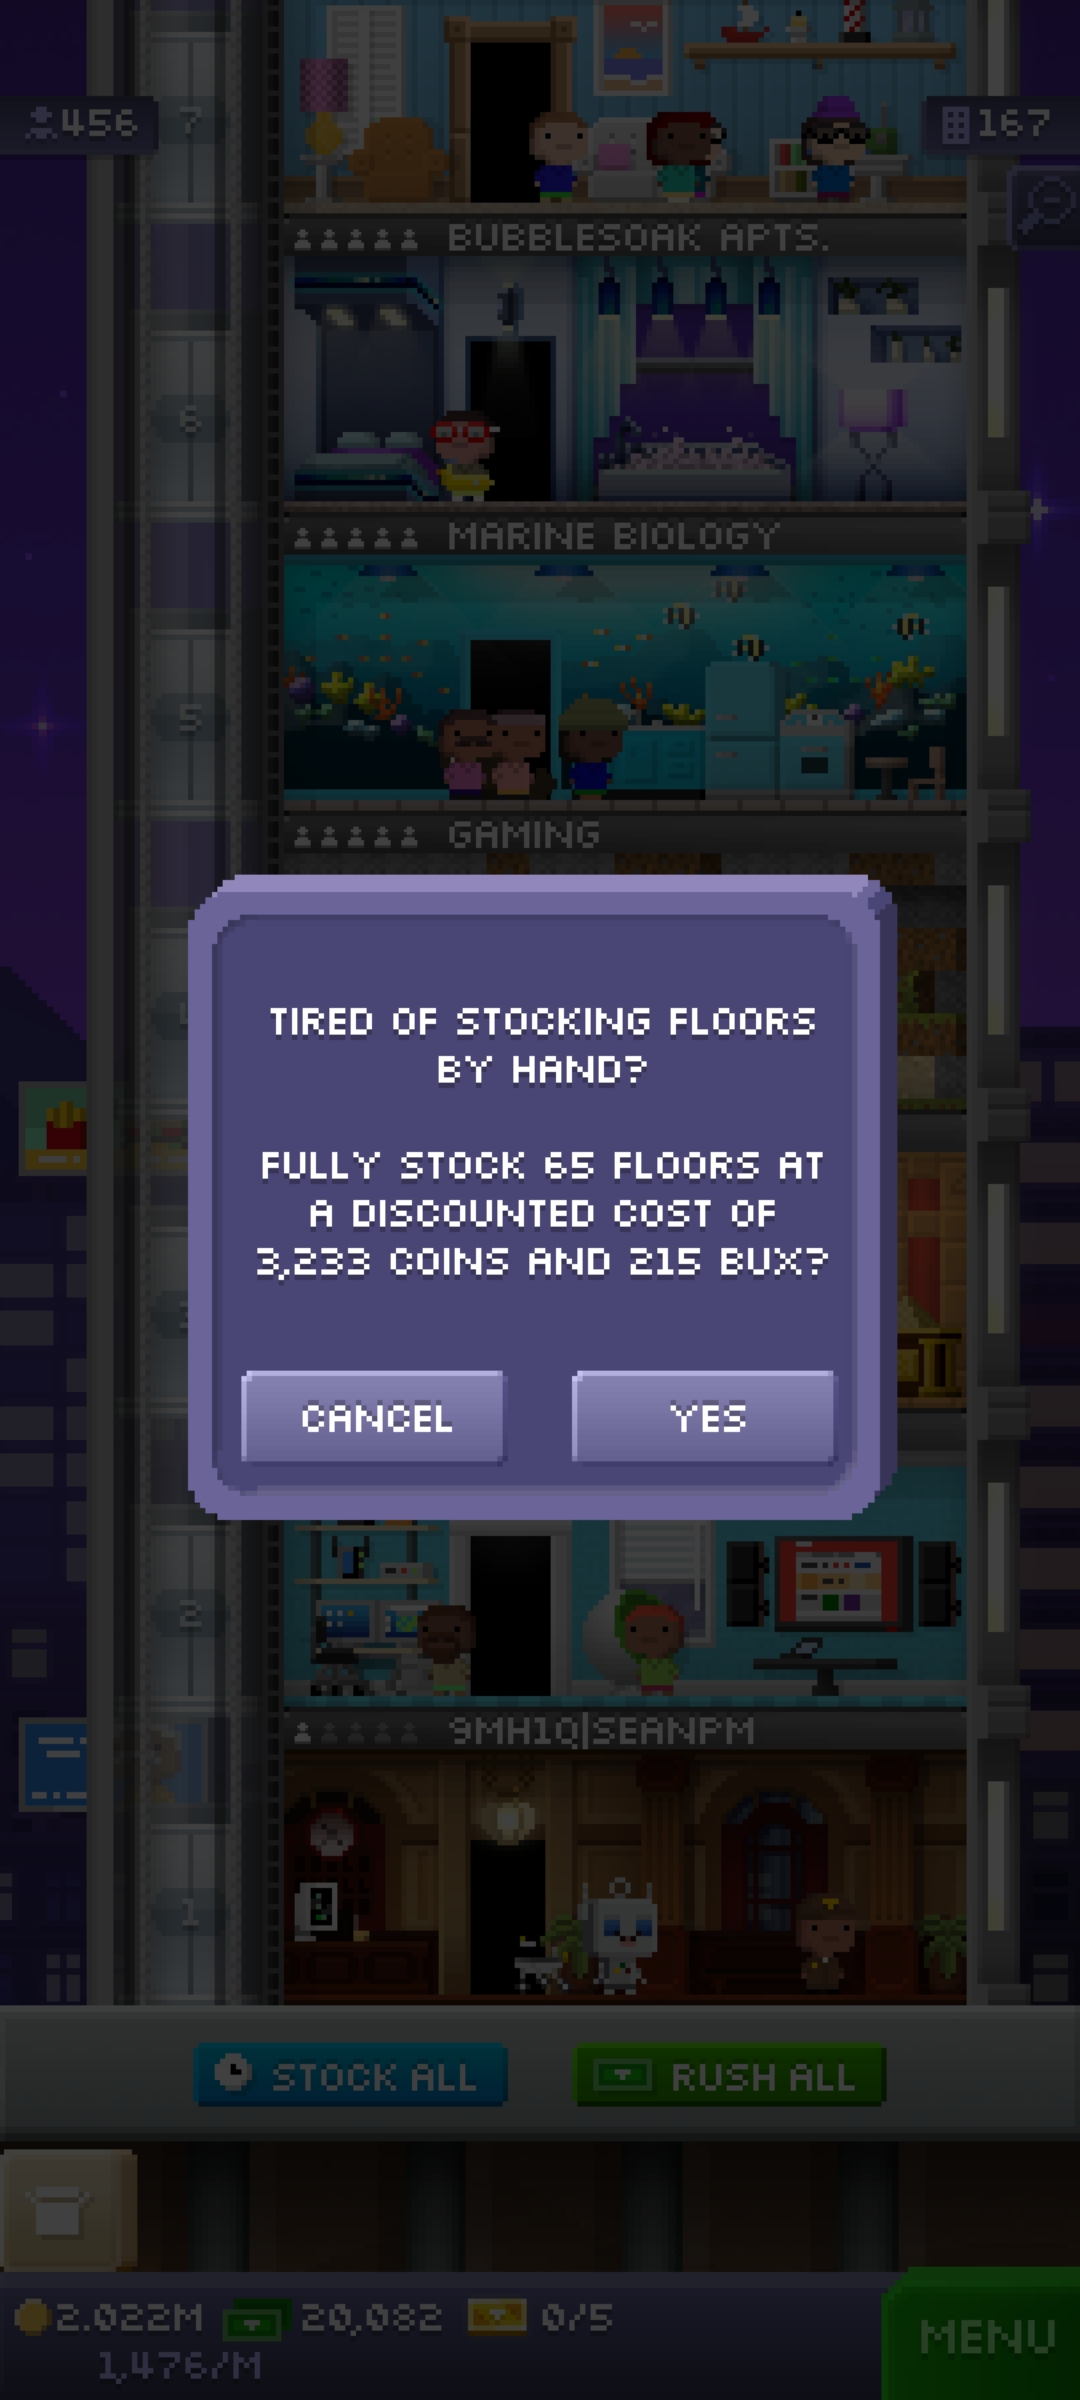 456
7
167
BUBBLESOAK APTS.
6
MARINE BIOLOGY
5
GAMING
TIRED OF STOCKING FLOORS
BY HAND?
FULLY STOCK 65 FLOORS AT
A DISCOUNTED COST OF
3,233 COINS AND 215 BUX?
CANCEL
YES
2
9MH1Q|SEANPM
1
STOCK ALL
RUSH ALL
2.022M
20,082
0/5
MENU
1,476/M